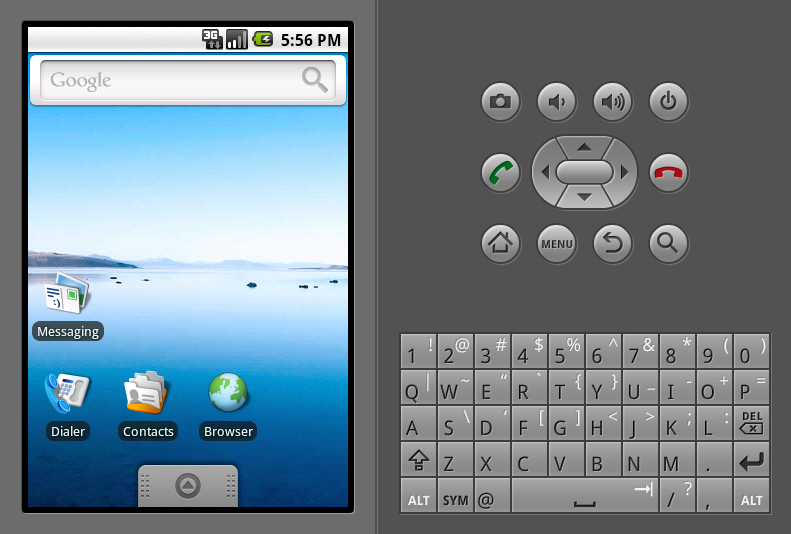 3G 5:56 PM
Google
Messaging
Dialer Contacts Browser
MENU
1 ! 2 @ 3 # 4 $ 5 % 6 ^ 7 & 8 * 9 ( 0 )
Q | W ~ E “ R ` T { Y } U _ I - O + P =
A S \ D ‘ F [ G ] H < J > K ; L : DEL
Z X C V B N M .
ALT SYM @ / ? , ALT